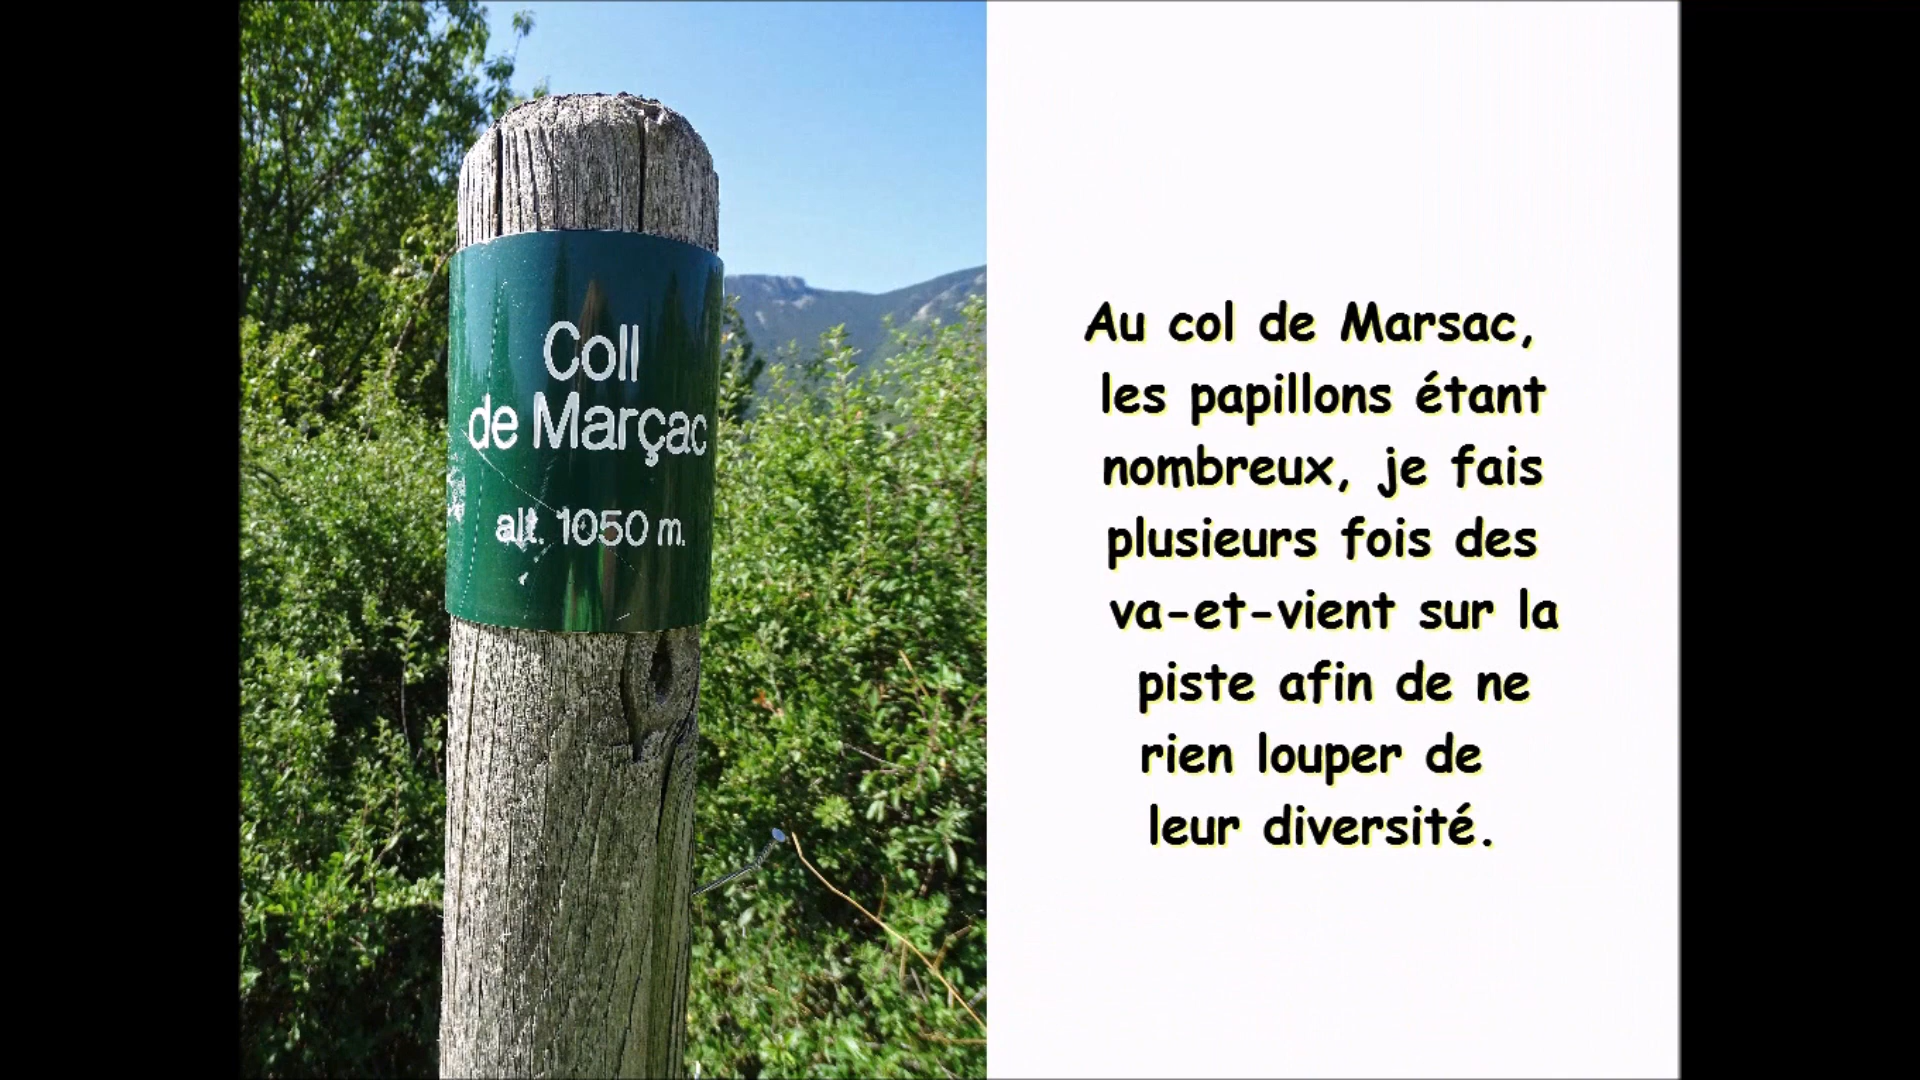 Coll
de Marçac
alt. 1050 m.
Au col de Marsac,
les papillons étant
nombreux, je fais
plusieurs fois des
va-et-vient sur la
piste afin de ne
rien louper de
leur diversité.